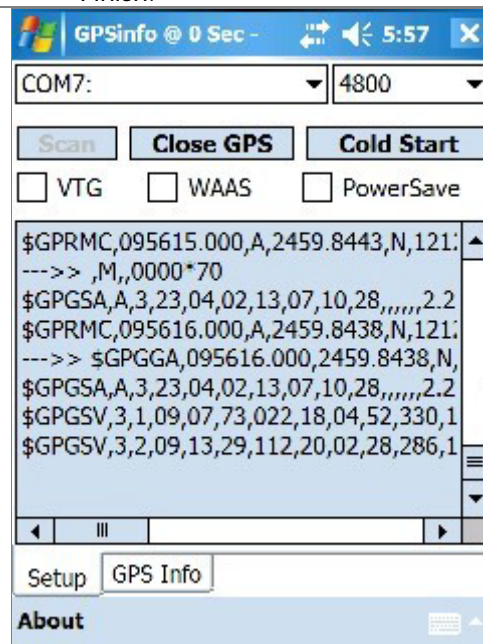 GPSinfo @ 0 Sec - 5:57
COM7: 4800
Scan Close GPS Cold Start
VTG WAAS PowerSave
$GPRMC,095615.000,A,2459.8443,N,121
--->> ,M,,0000*70
$GPGSA,A,3,23,04,02,13,07,10,28,,,,,,2.2
$GPRMC,095616.000,A,2459.8438,N,121
--->> $GPGGA,095616.000,2459.8438,N,
$GPGSA,A,3,23,04,02,13,07,10,28,,,,,,2.2
$GPGSV,3,1,09,07,73,022,18,04,52,330,1
$GPGSV,3,2,09,13,29,112,20,02,28,286,1
Setup GPS Info
About